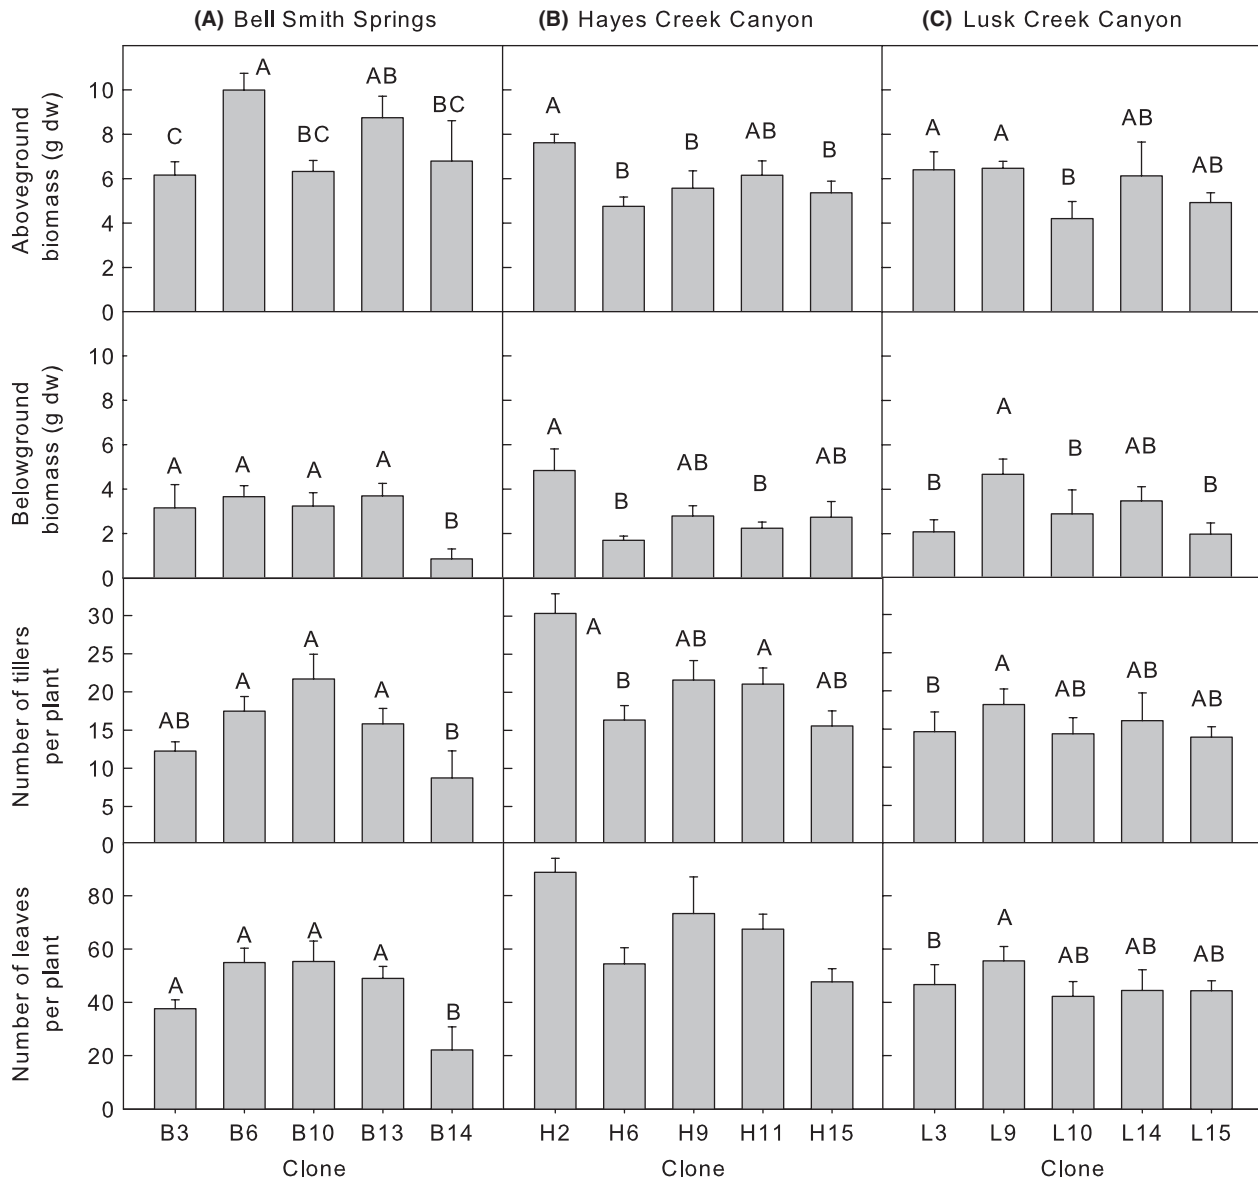 (A) Bell Smith Springs (B) Hayes Creek Canyon (C) Lusk Creek Canyon
Aboveground
biomass (g dw)
10
8
6
4
2
0
C A BC AB BC
A B B AB B
A A B AB AB
Belowground
biomass (g dw)
10
8
6
4
2
0
A A A A B
A B AB B AB
B A B AB B
Number of tillers
per plant
30
25
20
15
10
5
0
AB A A A B
A B AB A AB
B A AB AB AB
Number of leaves
per plant
80
60
40
20
0
A A A A B
B A AB AB AB
B3 B6 B10 B13 B14 H2 H6 H9 H11 H15 L3 L9 L10 L14 L15
Clone Clone Clone